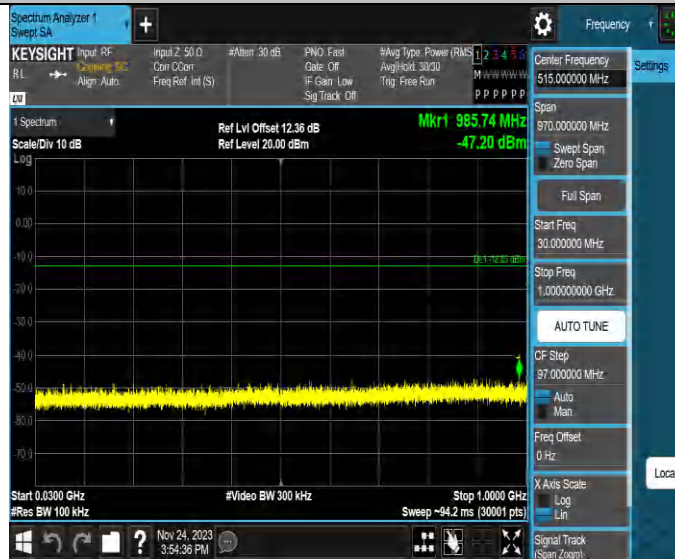 Spectrum Analyzer 1
Swept SA
+
Frequency
KEYSIGHT Input: RF
RL
Align: Auto
Input Z: 50 Ω
Corr CCorr
Freq Ref: Int (S)
#Atten: 30 dB
PNO: Fast
Gate: Off
IF Gain: Low
Sig Track: Off
#Avg Type: Power (RMS
Avg|Hold: 30/30
Trig: Free Run
1 2 3 4 5 6
M W W W W W
P P P P P P
LXI
1 Spectrum
Scale/Div 10 dB
Log
Ref Lvl Offset 12.36 dB
Ref Level 20.00 dBm
Mkr1 985.74 MHz
-47.20 dBm
10.0
0.00
-10.0
-20.0
-30.0
-40.0
-50.0
-60.0
-70.0
1
Start 0.0300 GHz
#Res BW 100 kHz
#Video BW 300 kHz
Stop 1.0000 GHz
Sweep ~94.2 ms (30001 pts)
Nov 24, 2023
3:54:36 PM
Center Frequency
515.000000 MHz
Settings
Span
970.000000 MHz
Swept Span
Zero Span
Full Span
Start Freq
30.000000 MHz
Stop Freq
1.000000000 GHz
AUTO TUNE
CF Step
97.000000 MHz
Auto
Man
Freq Offset
0 Hz
X Axis Scale
Log
Lin
Loca
Signal Track
(Span Zoom)